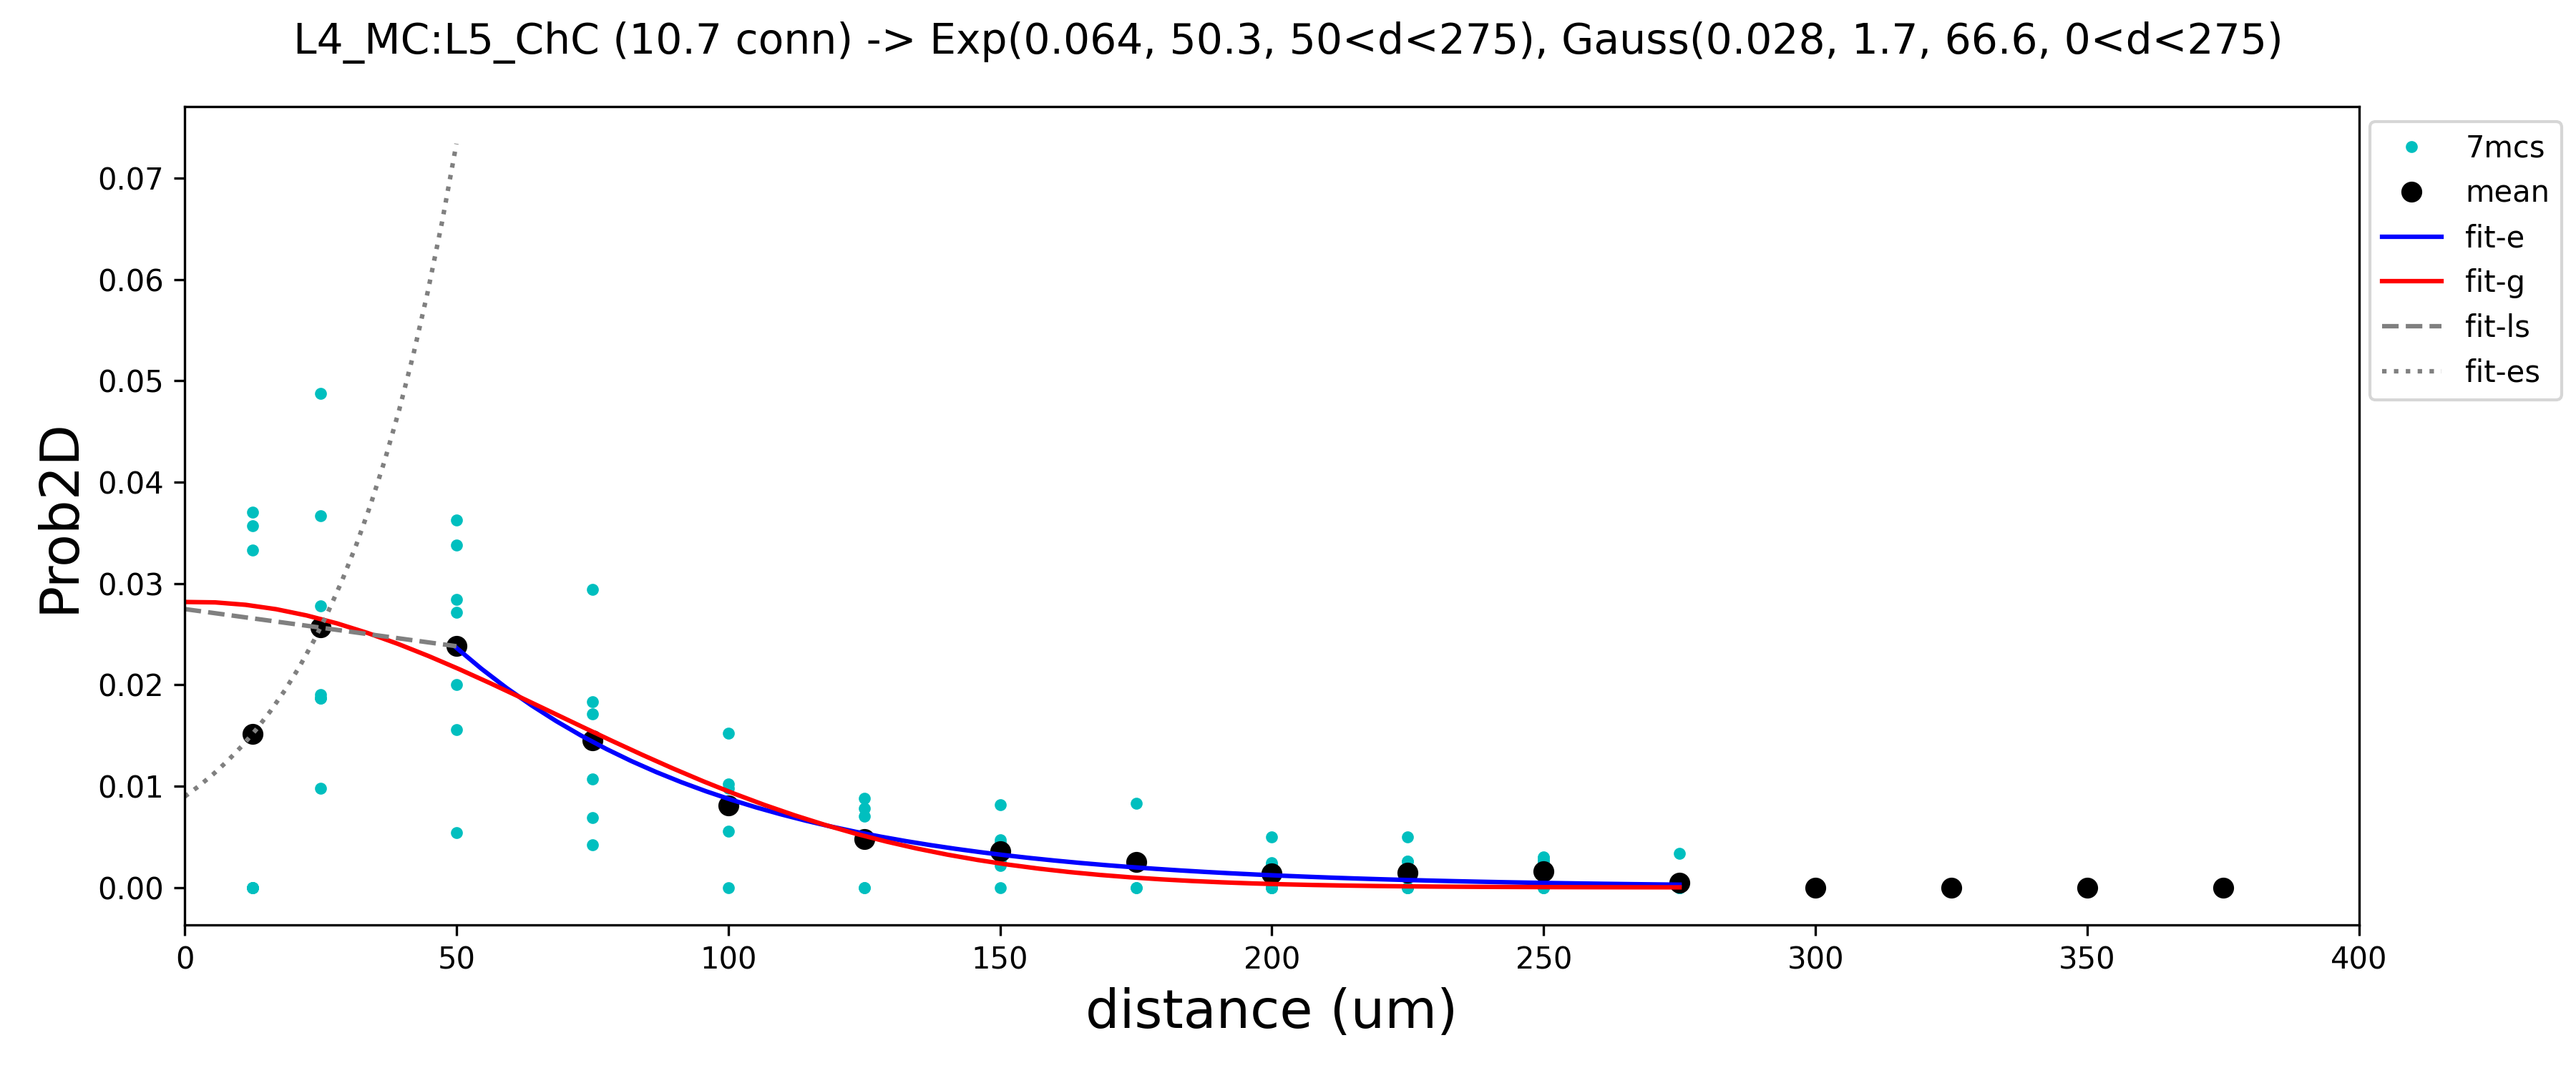 L4_MC:L5_ChC (10.7 conn) -> Exp(0.064, 50.3, 50<d<275), Gauss(0.028, 1.7, 66.6, 0<d<275)
7mcs
mean
fit-e
fit-g
fit-ls
fit-es
Prob2D
0.07
0.06
0.05
0.04
0.03
0.02
0.01
0.00
0 50 100 150 200 250 300 350 400
distance (um)